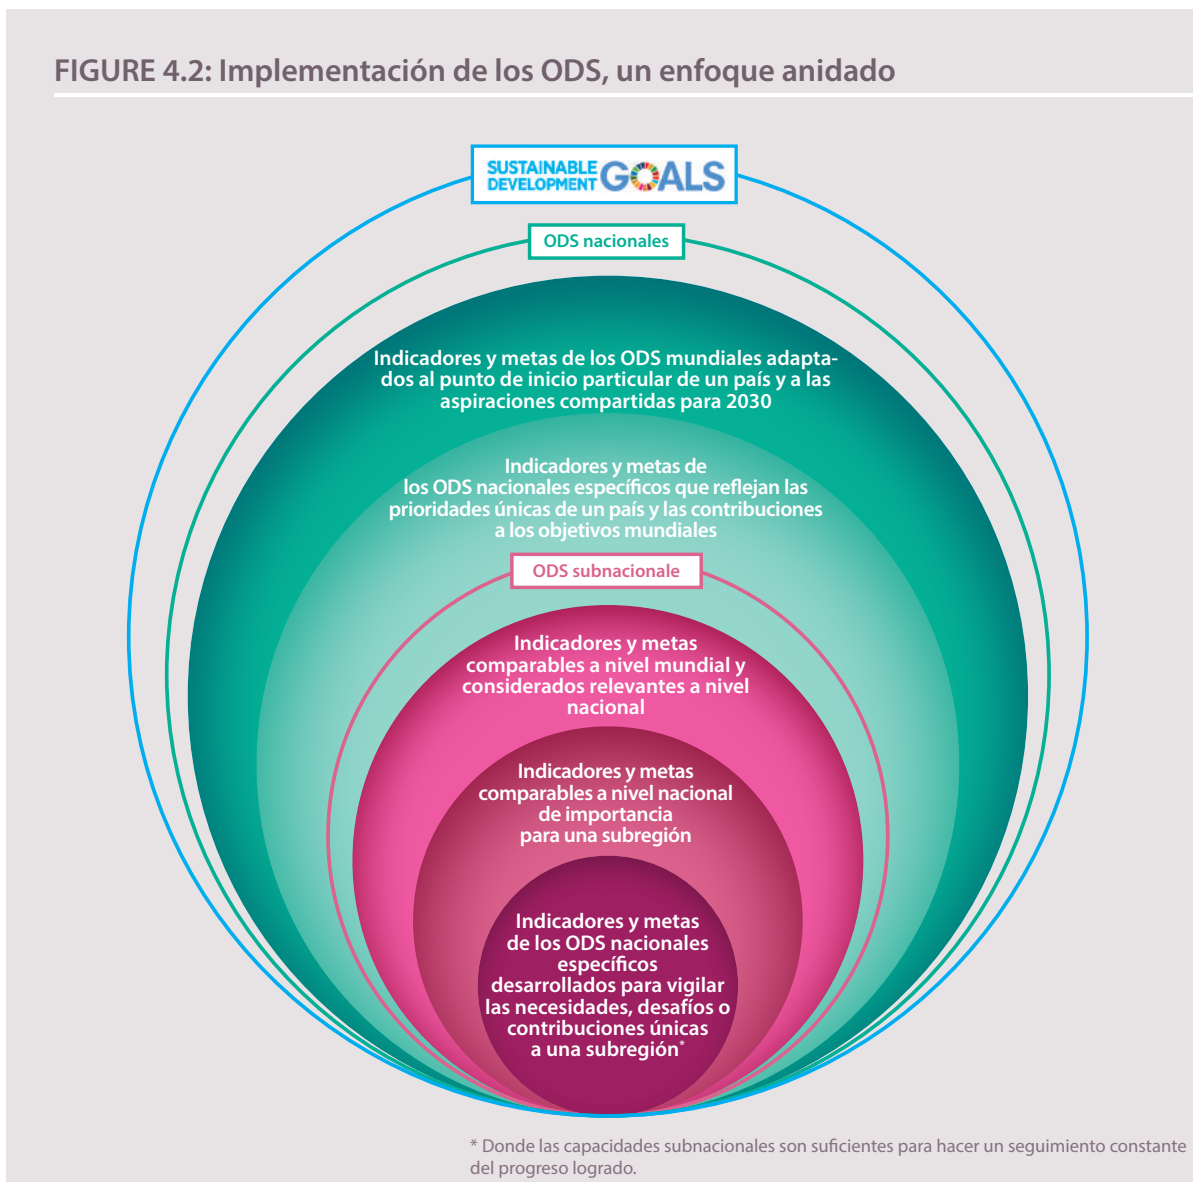 FIGURE 4.2: Implementación de los ODS, un enfoque anidado
SUSTAINABLE
DEVELOPMENT
GOALS
ODS nacionales
Indicadores y metas de los ODS mundiales adapta-
dos al punto de inicio particular de un país y a las
aspiraciones compartidas para 2030
Indicadores y metas de
los ODS nacionales específicos que reflejan las
prioridades únicas de un país y las contribuciones
a los objetivos mundiales
ODS subnacionale
Indicadores y metas
comparables a nivel mundial y
considerados relevantes a nivel
nacional
Indicadores y metas
comparables a nivel nacional
de importancia
para una subregión
Indicadores y metas
de los ODS nacionales
específicos
desarrollados para vigilar
las necesidades, desafíos o
contribuciones únicas
a una subregión*
* Donde las capacidades subnacionales son suficientes para hacer un seguimiento constante
del progreso logrado.